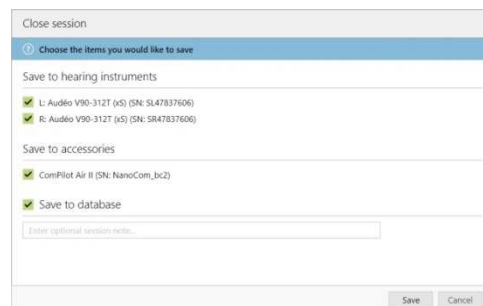 Close session
Choose the items you would like to save
Save to hearing instruments
L: Audéo V90-312T (xS) (SN: SL47837606)
R: Audéo V90-312T (xS) (SN: SR47837606)
Save to accessories
ComPilot Air II (SN: NanoCom_bc2)
Save to database
Enter optional session note...
Save Cancel